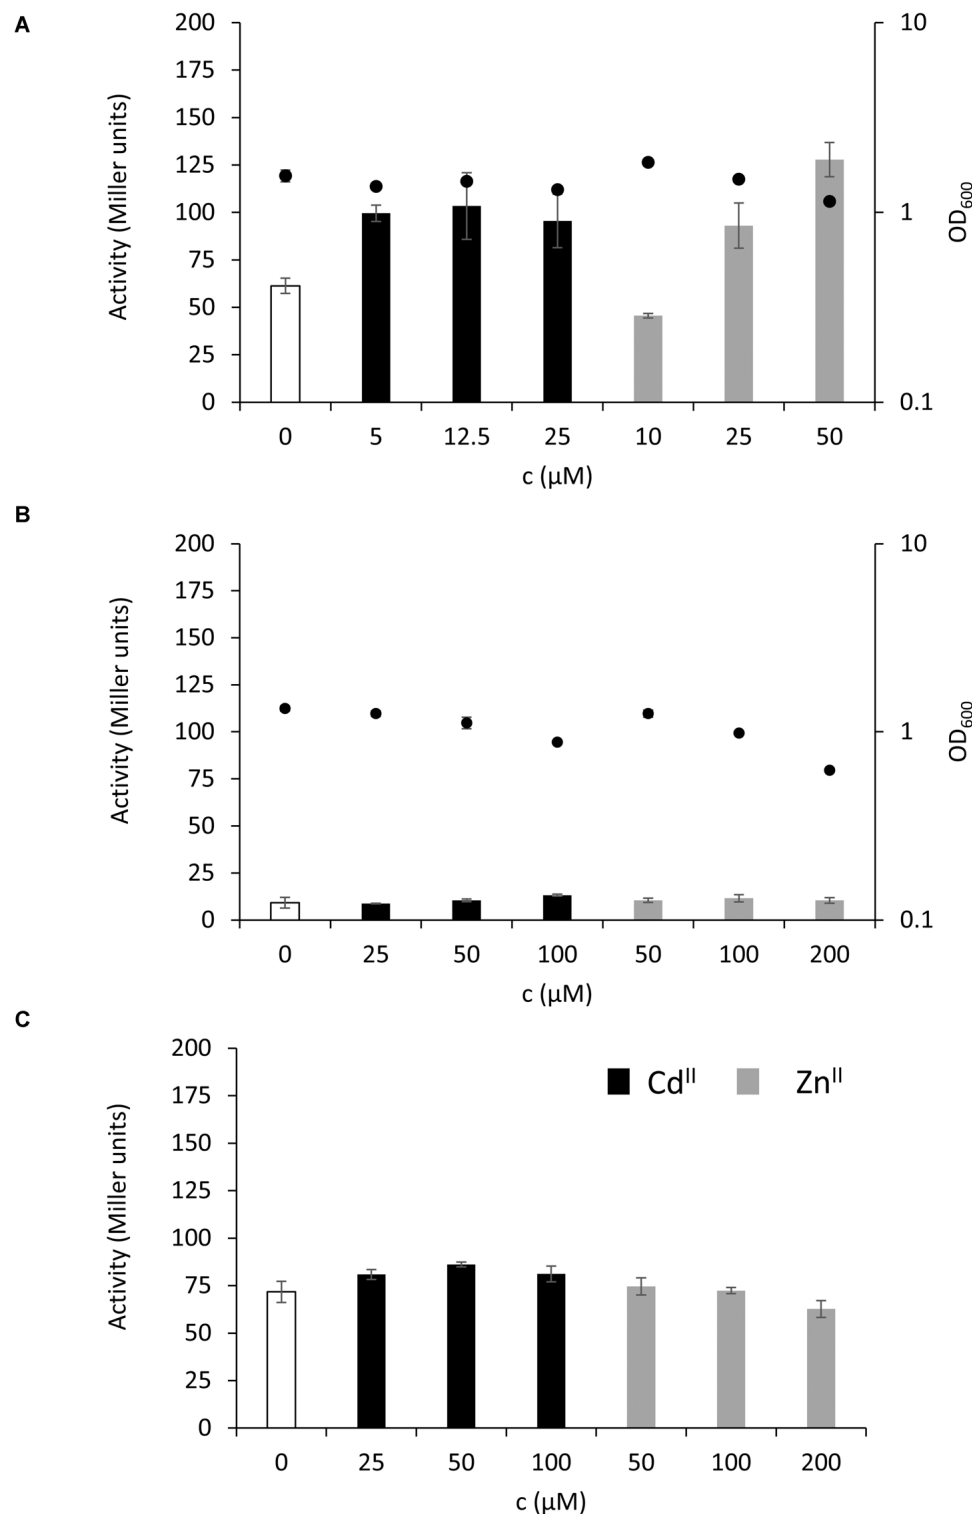 A
200
175
150
125
100
75
50
25
0
Activity (Miller units)
10
1
0.1
OD600
0 5 12.5 25 10 25 50
c (µM)
B
200
175
150
125
100
75
50
25
0
Activity (Miller units)
10
1
0.1
OD600
0 25 50 100 50 100 200
c (µM)
C
200
175
150
125
100
75
50
25
0
Activity (Miller units)
CdII ZnII
0 25 50 100 50 100 200
c (µM)